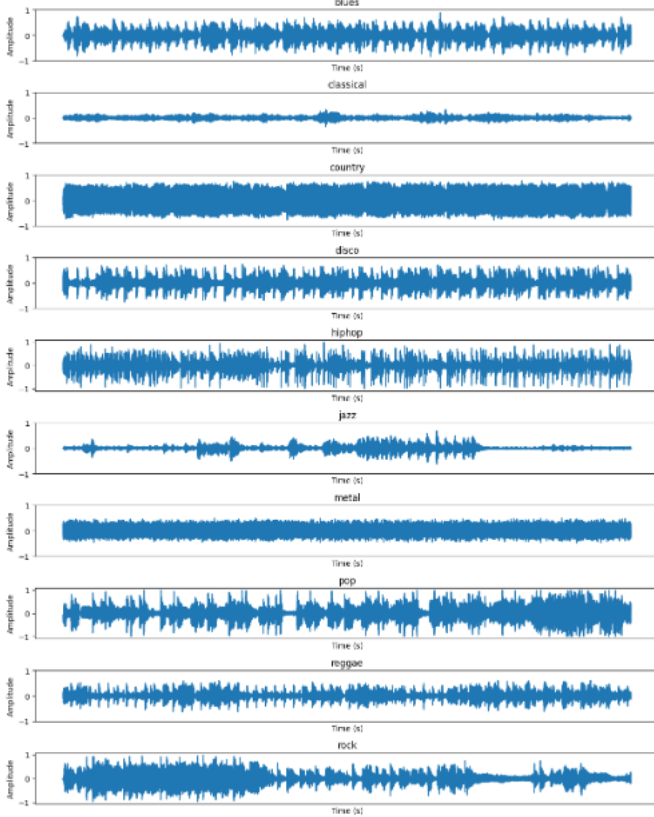 blues
1
0
−1
Amplitude
Time (s)
classical
1
0
−1
Amplitude
Time (s)
country
1
0
−1
Amplitude
Time (s)
disco
1
0
−1
Amplitude
Time (s)
hiphop
1
0
−1
Amplitude
Time (s)
jazz
1
0
−1
Amplitude
Time (s)
metal
1
0
−1
Amplitude
Time (s)
pop
1
0
−1
Amplitude
Time (s)
reggae
1
0
−1
Amplitude
Time (s)
rock
1
0
−1
Amplitude
Time (s)